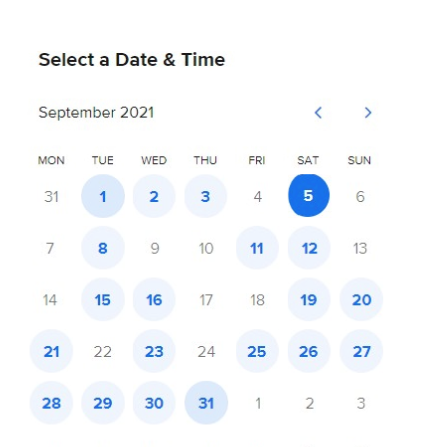 Select a Date & Time
September 2021
MON TUE WED THU FRI SAT SUN
31 1 2 3 4 5 6
7 8 9 10 11 12 13
14 15 16 17 18 19 20
21 22 23 24 25 26 27
28 29 30 31 1 2 3